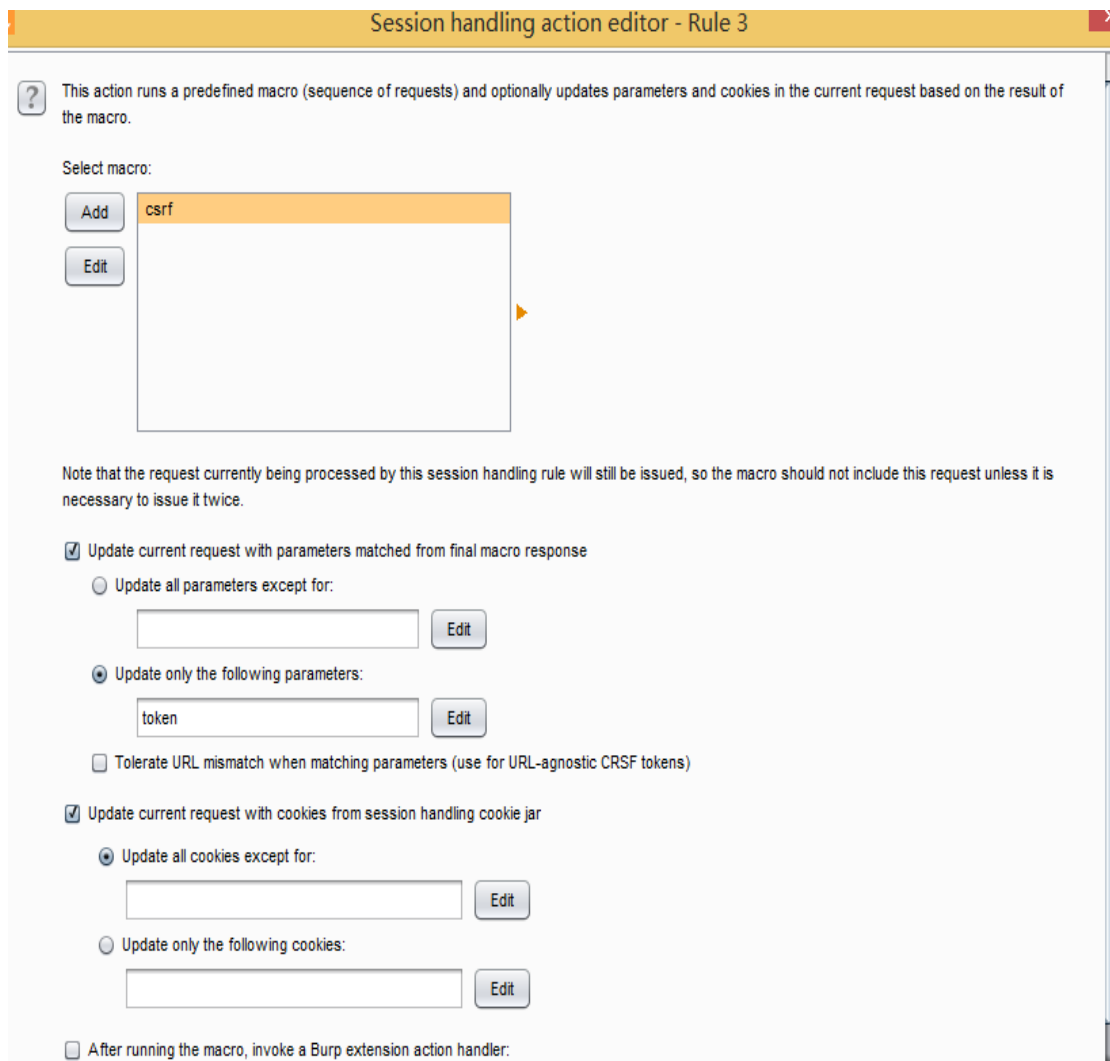 Session handling action editor - Rule 3
?
This action runs a predefined macro (sequence of requests) and optionally updates parameters and cookies in the current request based on the result of
the macro.
Select macro:
Add
csrf
Edit
Note that the request currently being processed by this session handling rule will still be issued, so the macro should not include this request unless it is
necessary to issue it twice.
Update current request with parameters matched from final macro response
Update all parameters except for:
Edit
Update only the following parameters:
token
Edit
Tolerate URL mismatch when matching parameters (use for URL-agnostic CRSF tokens)
Update current request with cookies from session handling cookie jar
Update all cookies except for:
Edit
Update only the following cookies:
Edit
After running the macro, invoke a Burp extension action handler: